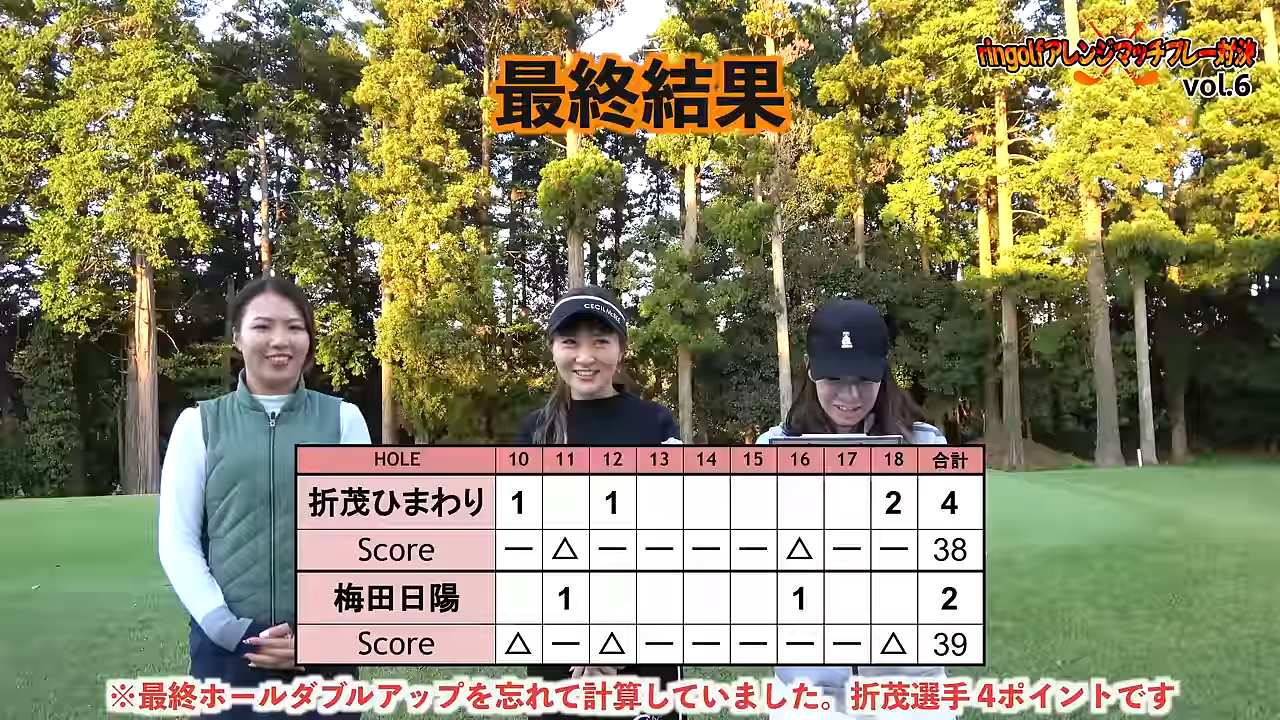 ringolfアレンジマッチプレー対決
vol.6
最終結果
CECIL
HOLE 10 11 12 13 14 15 16 17 18 合計
折茂ひまわり 1 1 2 4
Score — △ — — — — △ — — 38
梅田日陽 1 1 2
Score △ — △ — — — — — △ 39
※最終ホールダブルアップを忘れて計算していました。折茂選手4ポイントです